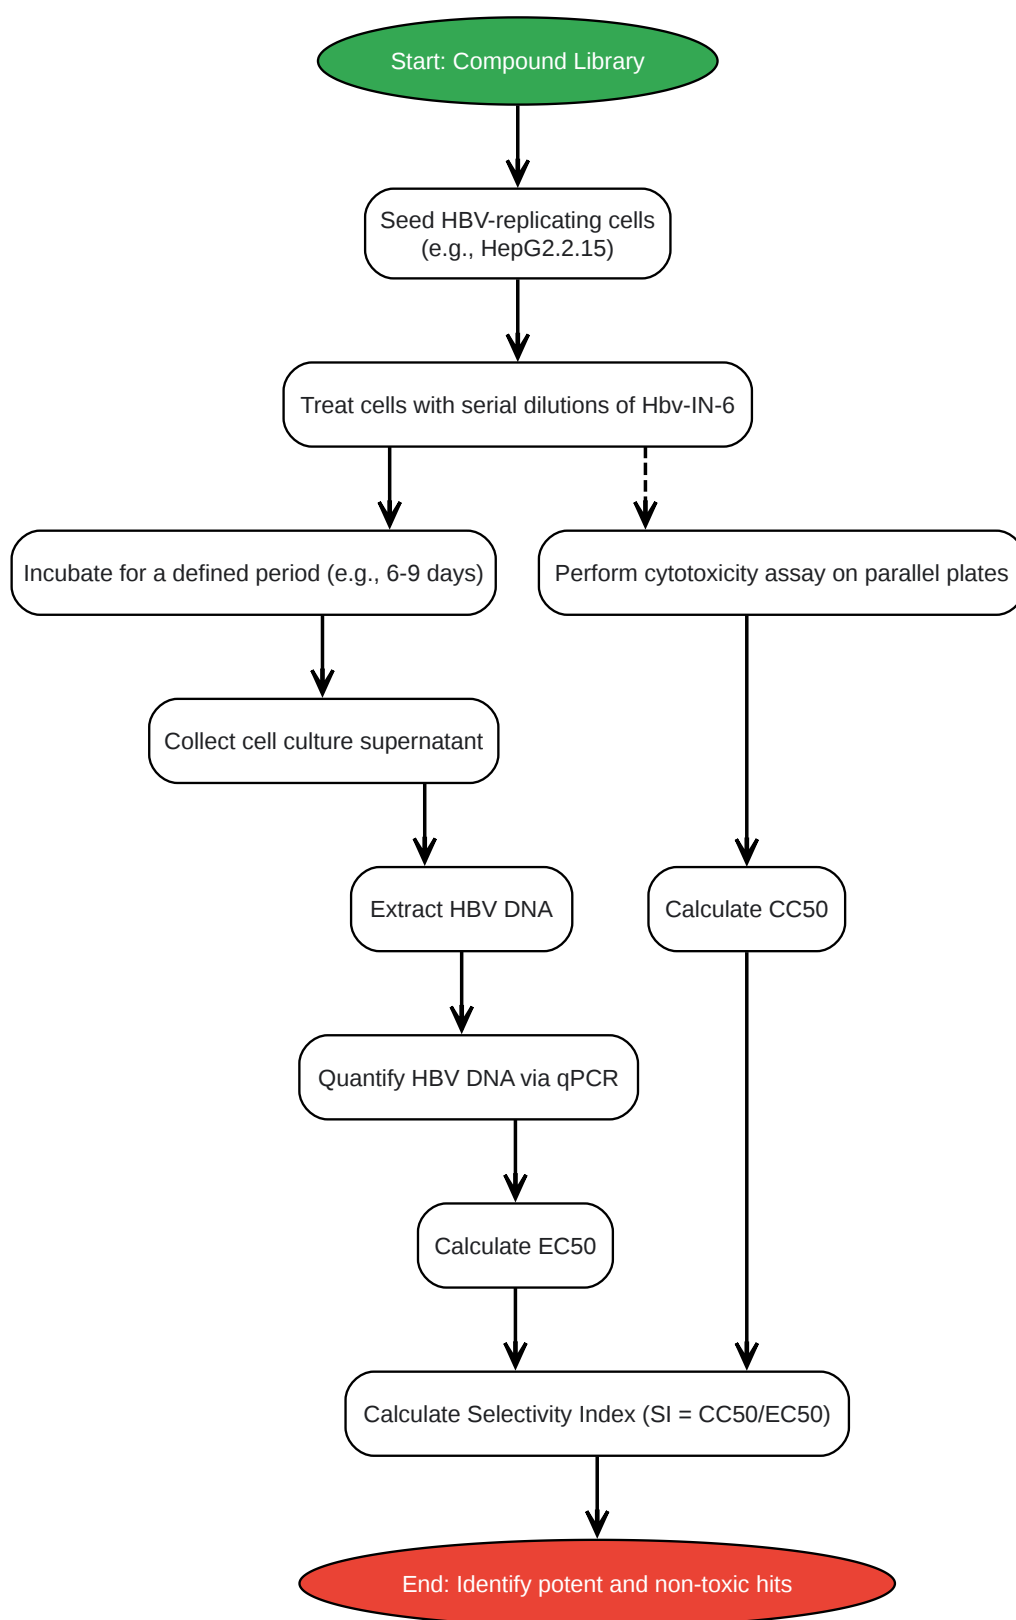 Start: Compound Library
Seed HBV-replicating cells
(e.g., HepG2.2.15)
Treat cells with serial dilutions of Hbv-IN-6
Incubate for a defined period (e.g., 6-9 days)
Perform cytotoxicity assay on parallel plates
Collect cell culture supernatant
Extract HBV DNA
Calculate CC50
Quantify HBV DNA via qPCR
Calculate EC50
Calculate Selectivity Index (SI = CC50/EC50)
End: Identify potent and non-toxic hits